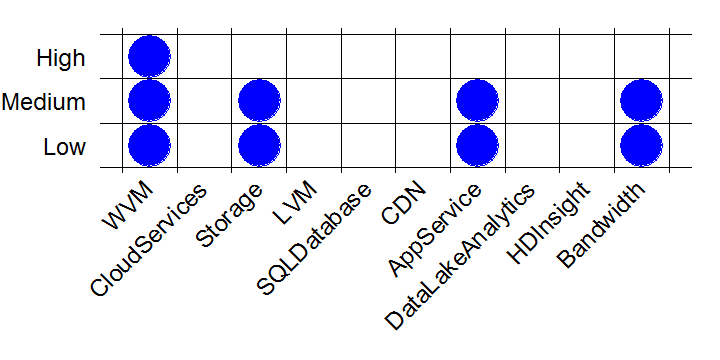 High
Medium
Low
WVM
CloudServices
Storage
LVM
SQLDatabase
CDN
AppService
DataLakeAnalytics
HDInsight
Bandwidth